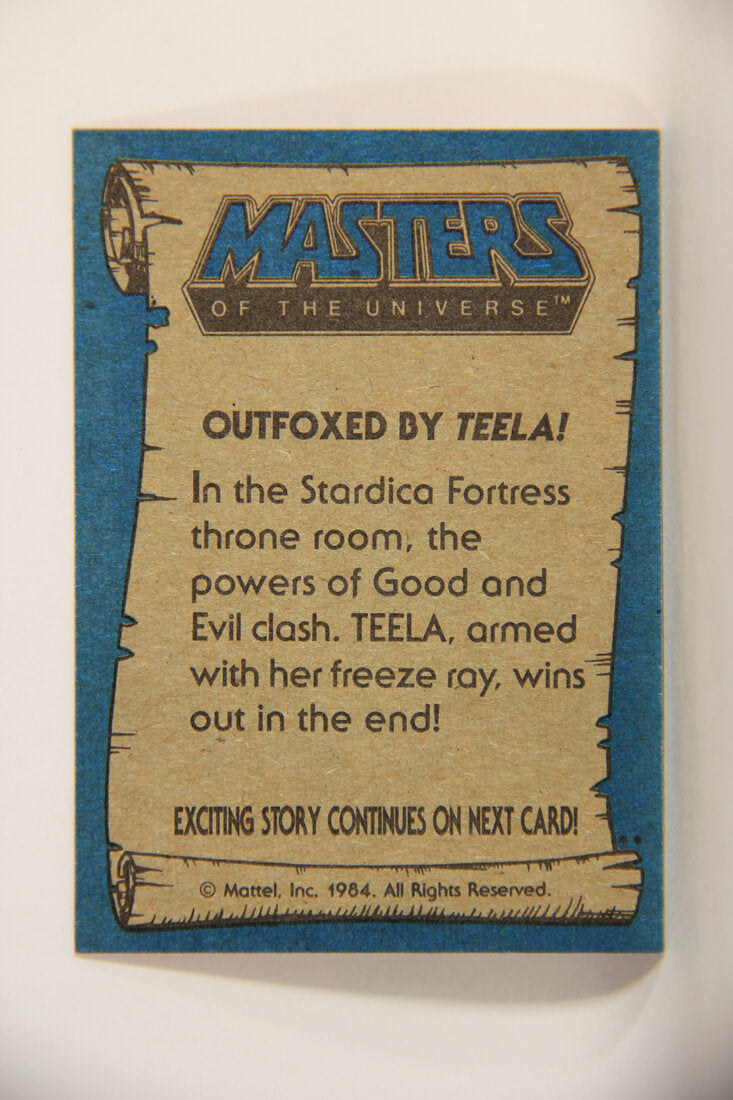 MASTERS
OF THE UNIVERSE™
OUTFOXED BY TEELA!
In the Stardica Fortress
throne room, the
powers of Good and
Evil clash. TEELA, armed
with her freeze ray, wins
out in the end!
EXCITING STORY CONTINUES ON NEXT CARD!
**
© Mattel, Inc. 1984. All Rights Reserved.